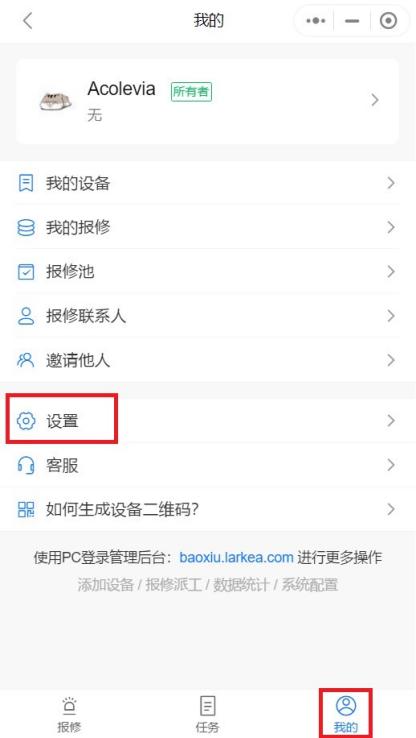 我的
Acolevia 所有者
无
我的设备
我的报修
报修池
报修联系人
邀请他人
设置
客服
如何生成设备二维码?
使用PC登录管理后台：baoxiu.larkea.com 进行更多操作
添加设备 / 报修派工 / 数据统计 / 系统配置
报修 任务 我的